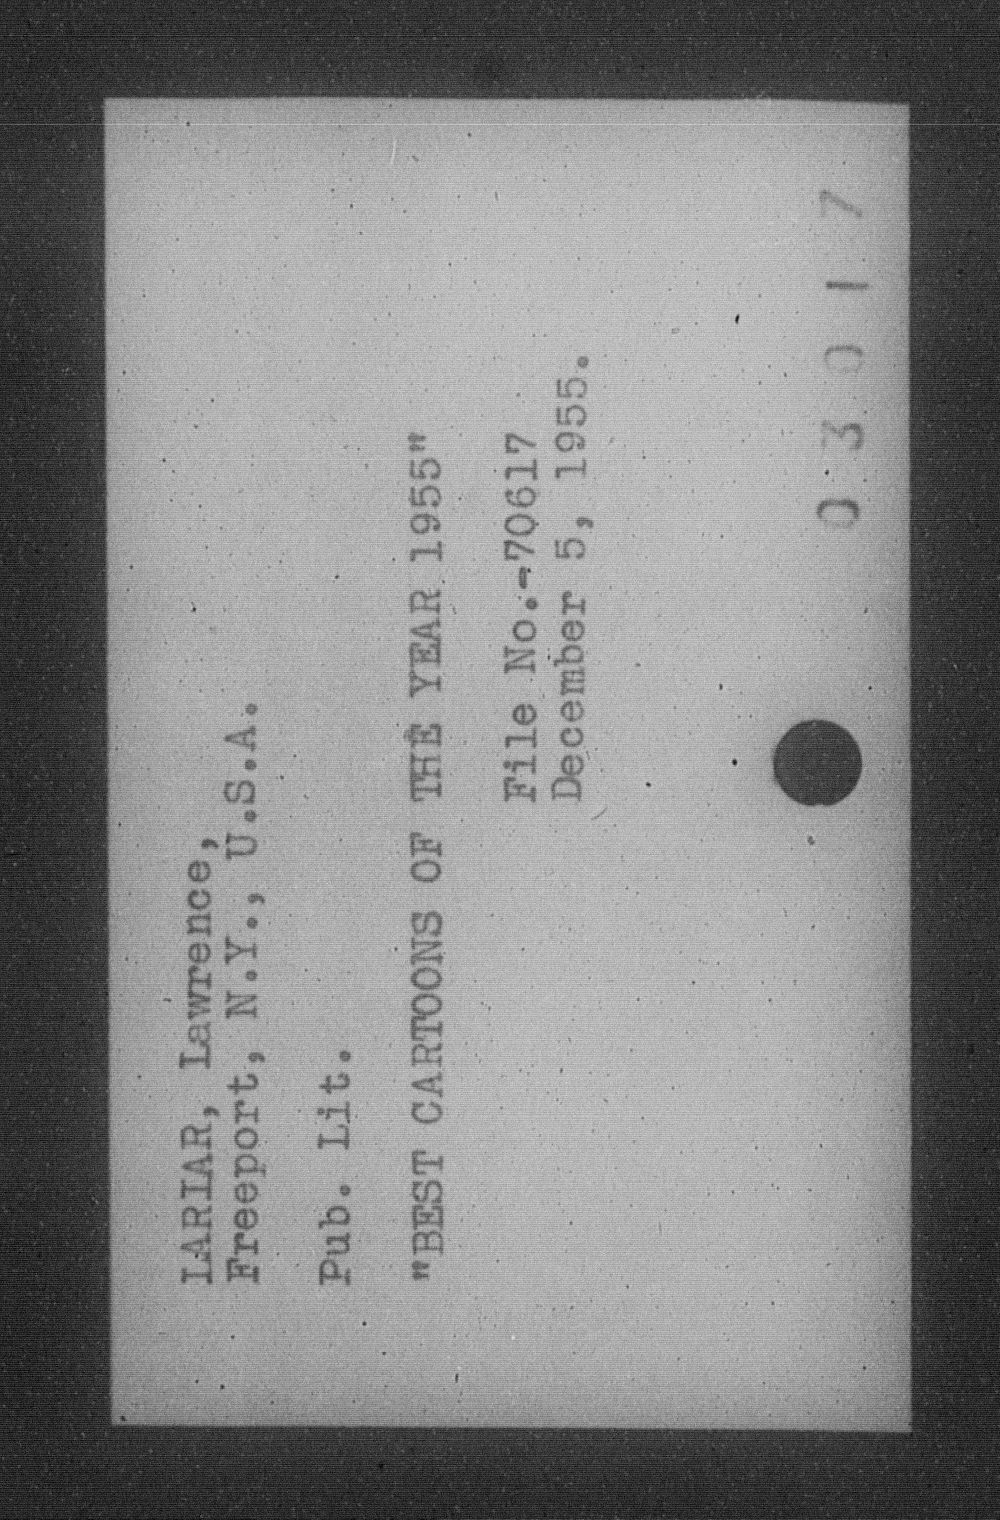 LARIAR, Lawrence,
Freeport, N.Y., U.S.A.
Pub. Lit.
"BEST CARTOONS OF THE YEAR 1955"
File No.-70617
December 5, 1955.
03017